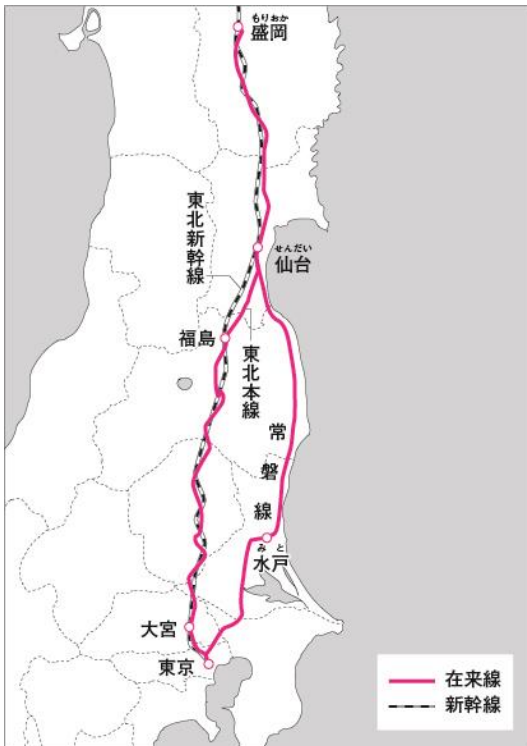 もりおか
盛岡
東北新幹線
せんだい
仙台
福島
東北本線
常磐線
みと
水戸
大宮
東京
在来線
新幹線